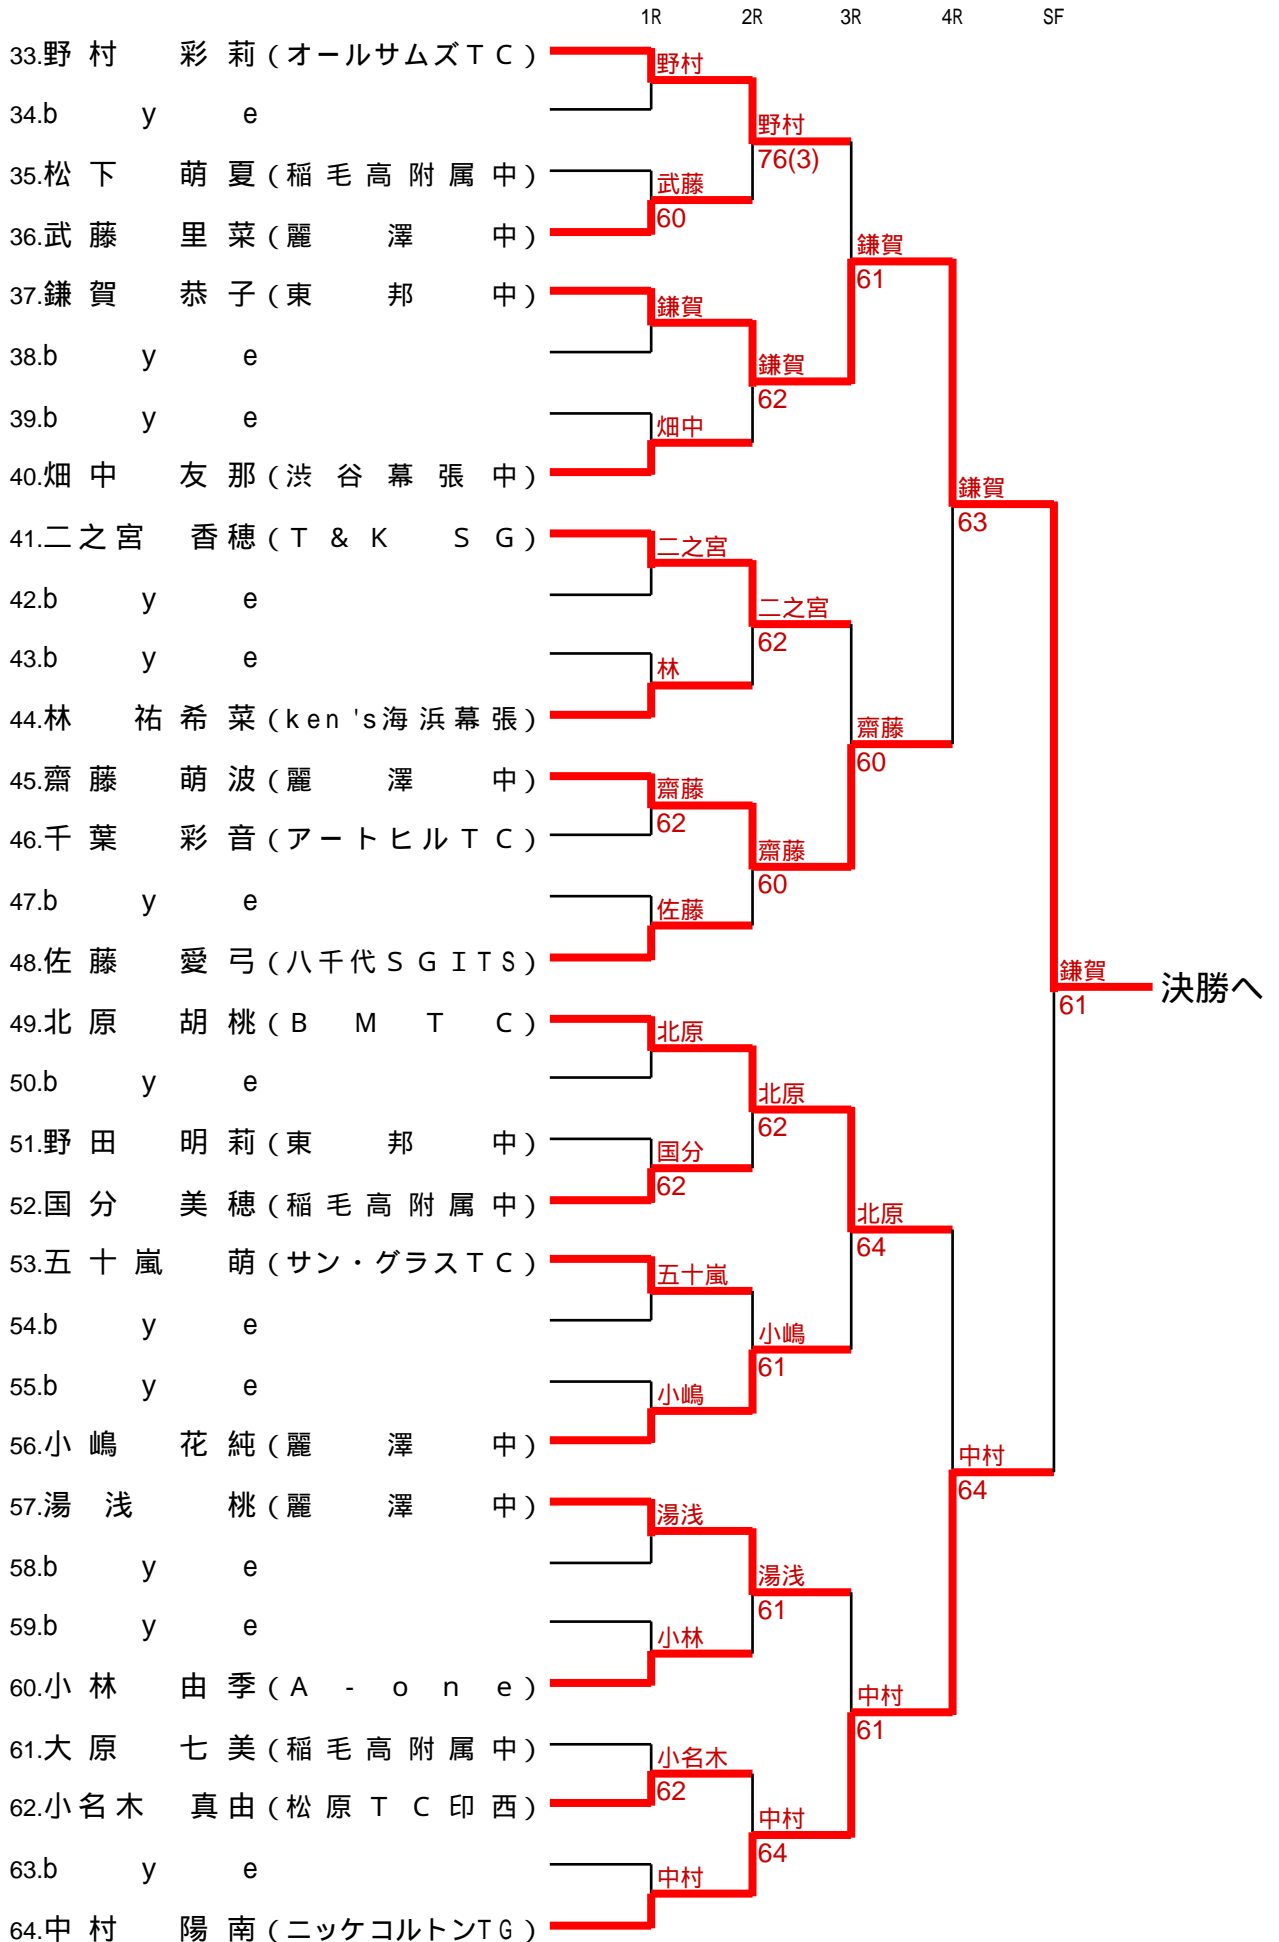 1R 2R 3R 4R SF
33.野村 彩莉(オールサムズTC)
野村
34.b y e
野村
76(3)
35.松下 萌夏(稲毛高附属中)
武藤
60
36.武藤 里菜(麗澤中)
鎌賀
61
37.鎌賀 恭子(東邦中)
鎌賀
38.b y e
鎌賀
62
39.b y e
畑中
40.畑中 友那(渋谷幕張中)
鎌賀
63
41.二之宮 香穂(T&K SG)
二之宮
42.b y e
二之宮
62
43.b y e
林
44.林 祐希菜(ken's海浜幕張)
齋藤
60
45.齋藤 萌波(麗澤中)
齋藤
62
46.千葉 彩音(アートヒルTC)
齋藤
60
47.b y e
佐藤
48.佐藤 愛弓(八千代SGITS)
鎌賀
61
決勝へ
49.北原 胡桃(BMTC)
北原
50.b y e
北原
62
51.野田 明莉(東邦中)
国分
62
52.国分 美穂(稲毛高附属中)
北原
64
53.五十嵐 萌(サン・グラスTC)
五十嵐
54.b y e
小嶋
61
55.b y e
小嶋
56.小嶋 花純(麗澤中)
中村
64
57.湯浅 桃(麗澤中)
湯浅
58.b y e
湯浅
61
59.b y e
小林
60.小林 由季(A-one)
中村
61
61.大原 七美(稲毛高附属中)
小名木
62
62.小名木 真由(松原TC印西)
中村
64
63.b y e
中村
64.中村 陽南(ニッケコルトンTG)